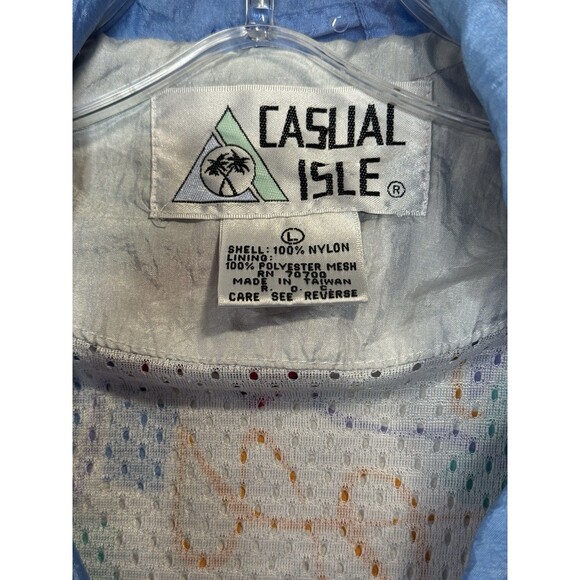 CASUAL
ISLE ®
L
SHELL: 100% NYLON
LINING:
100% POLYESTER MESH
RN 70700
MADE IN TAIWAN
R. O. C.
CARE SEE REVERSE